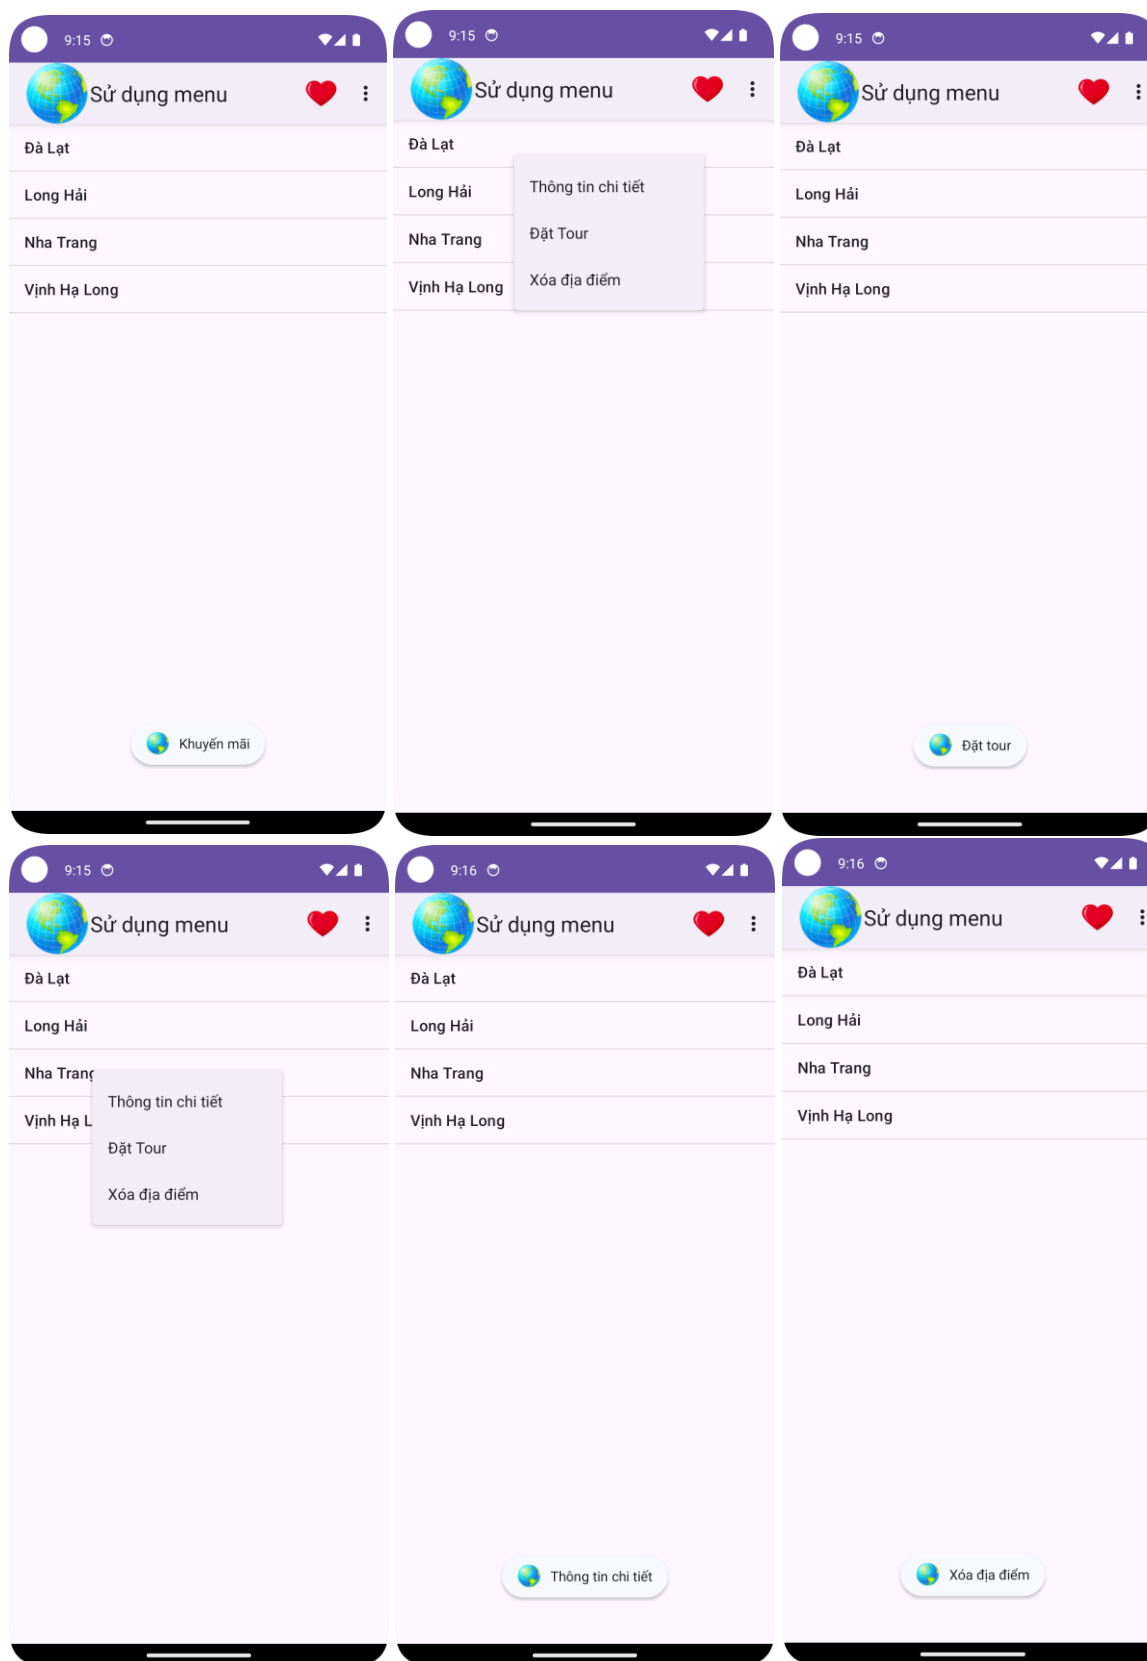 9:15
Sử dụng menu
Đà Lạt
Long Hải
Nha Trang
Vịnh Hạ Long
Khuyến mãi
9:15
Sử dụng menu
Đà Lạt
Long Hải
Nha Trang
Vịnh Hạ Long
Thông tin chi tiết
Đặt Tour
Xóa địa điểm
9:15
Sử dụng menu
Đà Lạt
Long Hải
Nha Trang
Vịnh Hạ Long
Đặt tour
9:15
Sử dụng menu
Đà Lạt
Long Hải
Nha Trang
Vịnh Hạ L
Thông tin chi tiết
Đặt Tour
Xóa địa điểm
9:16
Sử dụng menu
Đà Lạt
Long Hải
Nha Trang
Vịnh Hạ Long
Thông tin chi tiết
9:16
Sử dụng menu
Đà Lạt
Long Hải
Nha Trang
Vịnh Hạ Long
Xóa địa điểm